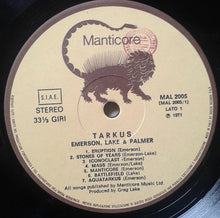 Manticore
S.I.A.E.
STEREO
33⅓ GIRI
MAL 2005
(MAL 2005/1)
LATO 1
℗ 1971
TARKUS
EMERSON, LAKE & PALMER
1. ERUPTION (Emerson)
2. STONES OF YEARS (Emerson-Lake)
3. ICONOCLAST (Emerson)
4. MASS (Emerson/Lake)
5. MANTICORE (Emerson)
6. BATTLEFIELD (Lake)
7. AQUATARKUS (Emerson)
All songs published by Manticore Music Ltd
Produced by Greg Lake